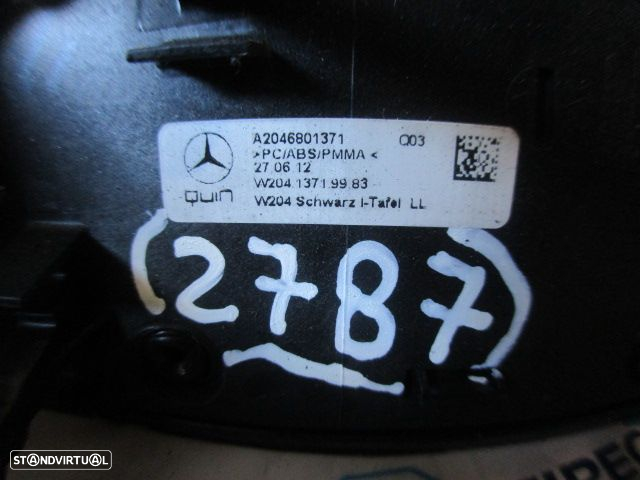 A2046801371 Q03
>PC/ABS/PMMA<
27.06.12
W204.1371.99.83
QUIN
W204 Schwarz I-Tafel LL
(2787)
STANDVIRTUAL
DIREC